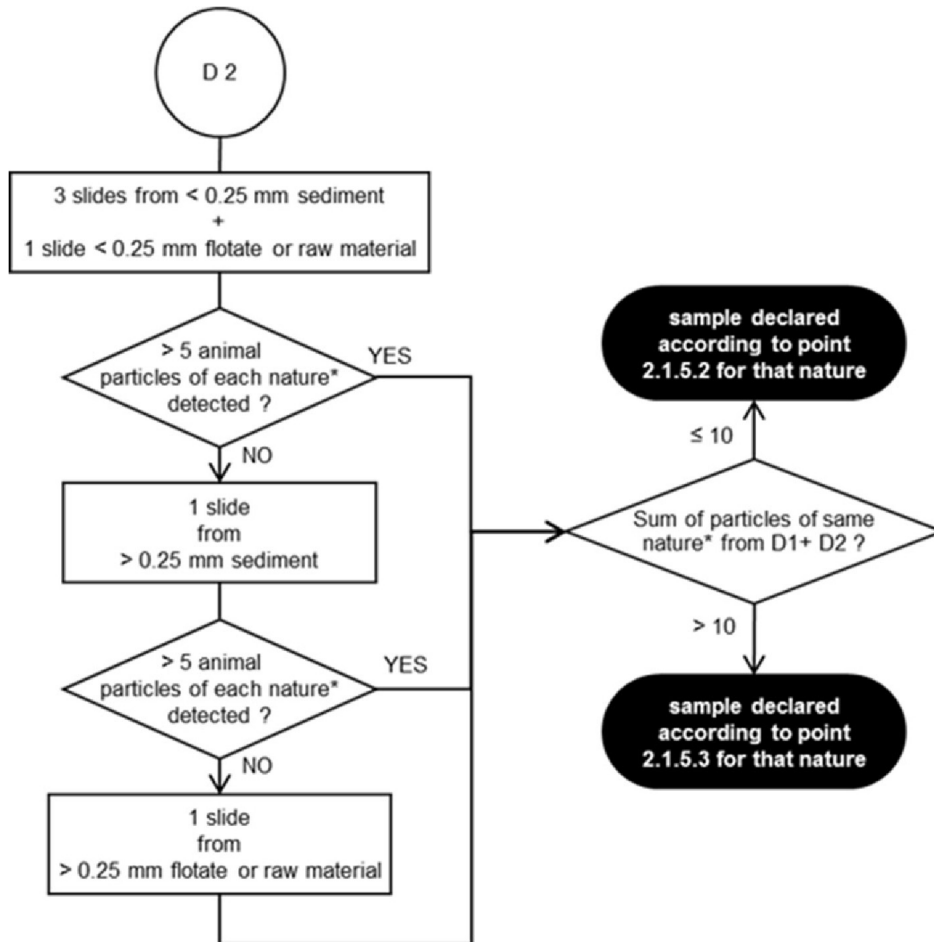 D 2
3 slides from < 0.25 mm sediment
+
1 slide < 0.25 mm flotate or raw material
> 5 animal
particles of each nature*
detected ?
YES
NO
1 slide
from
> 0.25 mm sediment
> 5 animal
particles of each nature*
detected ?
YES
NO
1 slide
from
> 0.25 mm flotate or raw material
sample declared
according to point
2.1.5.2 for that nature
≤ 10
Sum of particles of same
nature* from D1+ D2 ?
> 10
sample declared
according to point
2.1.5.3 for that nature